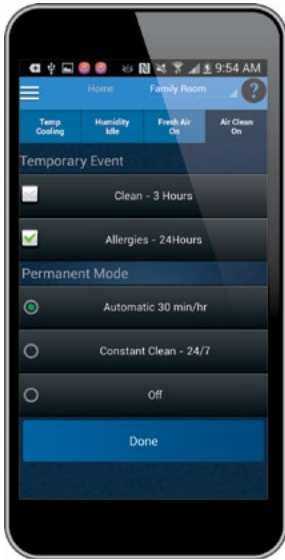 9:54 AM
Home Family Room ?
Temp Humidity Fresh Air Air Clean
Cooling Idle On On
Temporary Event
Clean - 3 Hours
Allergies - 24Hours
Permanent Mode
Automatic 30 min/hr
Constant Clean - 24/7
Off
Done